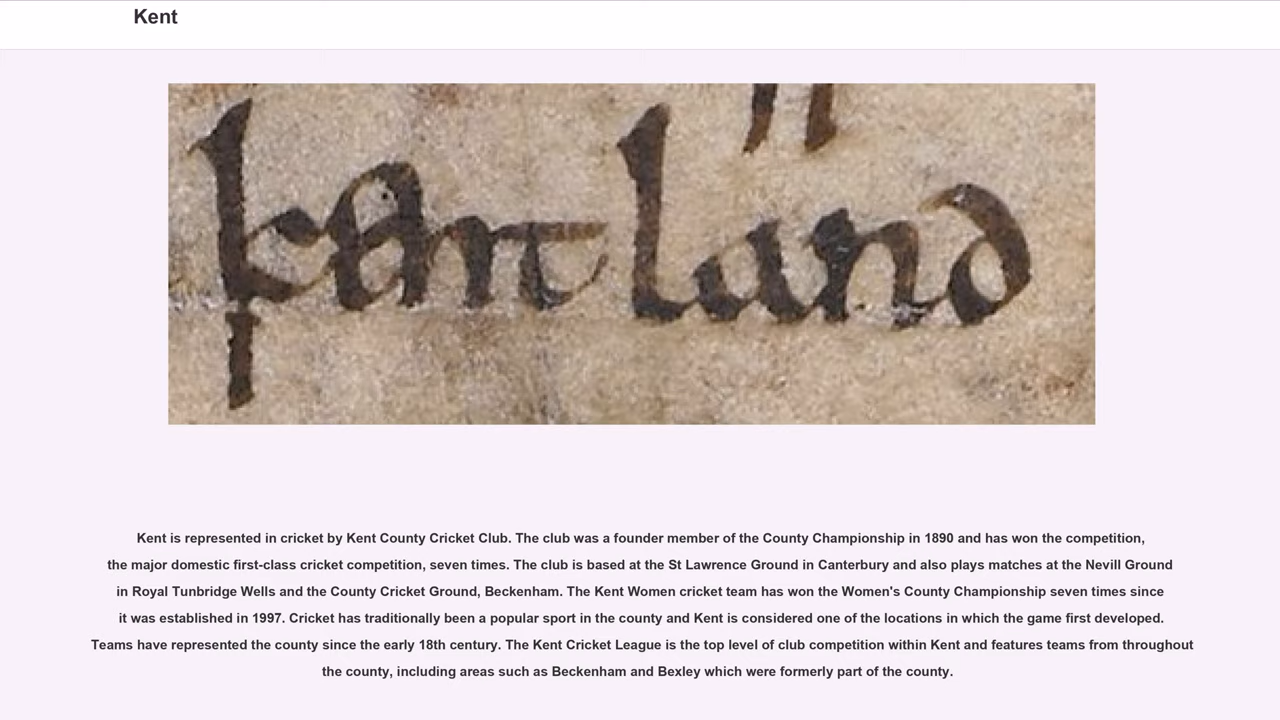 Kent
kent land
Kent is represented in cricket by Kent County Cricket Club. The club was a founder member of the County Championship in 1890 and has won the competition,
the major domestic first-class cricket competition, seven times. The club is based at the St Lawrence Ground in Canterbury and also plays matches at the Nevill Ground
in Royal Tunbridge Wells and the County Cricket Ground, Beckenham. The Kent Women cricket team has won the Women's County Championship seven times since
it was established in 1997. Cricket has traditionally been a popular sport in the county and Kent is considered one of the locations in which the game first developed.
Teams have represented the county since the early 18th century. The Kent Cricket League is the top level of club competition within Kent and features teams from throughout
the county, including areas such as Beckenham and Bexley which were formerly part of the county.